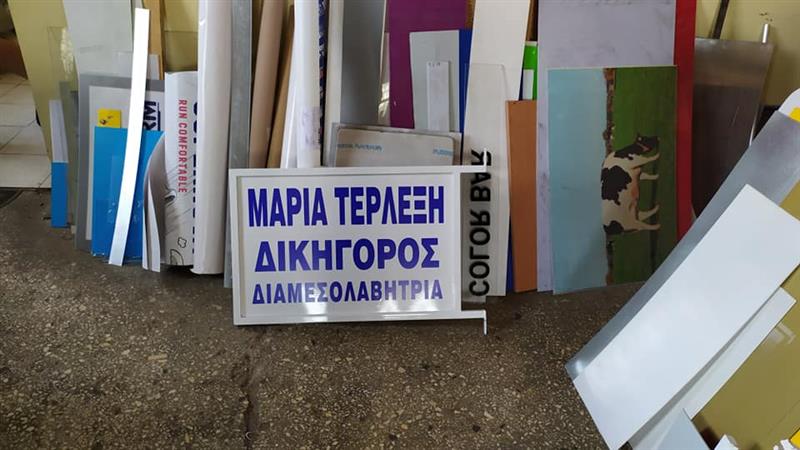 ΜΑΡΙΑ ΤΕΡΛΕΞΗ
ΔΙΚΗΓΟΡΟΣ
ΔΙΑΜΕΣΟΛΑΒΗΤΡΙΑ
COLOR BAR
RUN COMFORTABLE